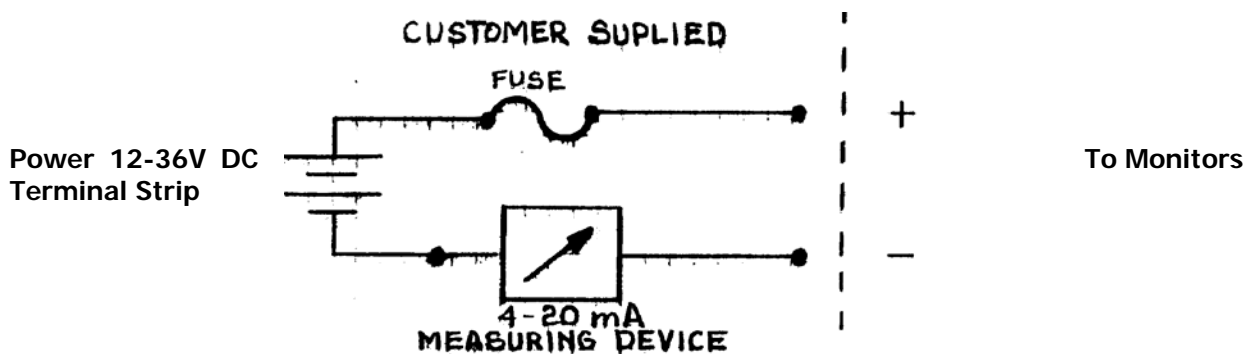 CUSTOMER SUPLIED
FUSE
+
Power 12-36V DC
Terminal Strip
To Monitors
-
4-20 mA
MEASURING DEVICE